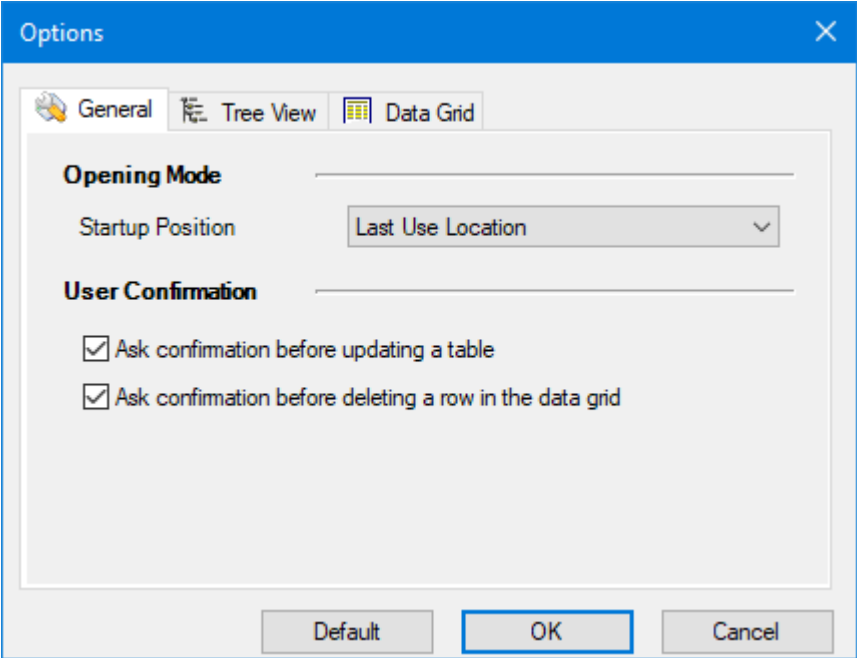 Options
General Tree View Data Grid
Opening Mode
Startup Position Last Use Location
User Confirmation
Ask confirmation before updating a table
Ask confirmation before deleting a row in the data grid
Default OK Cancel